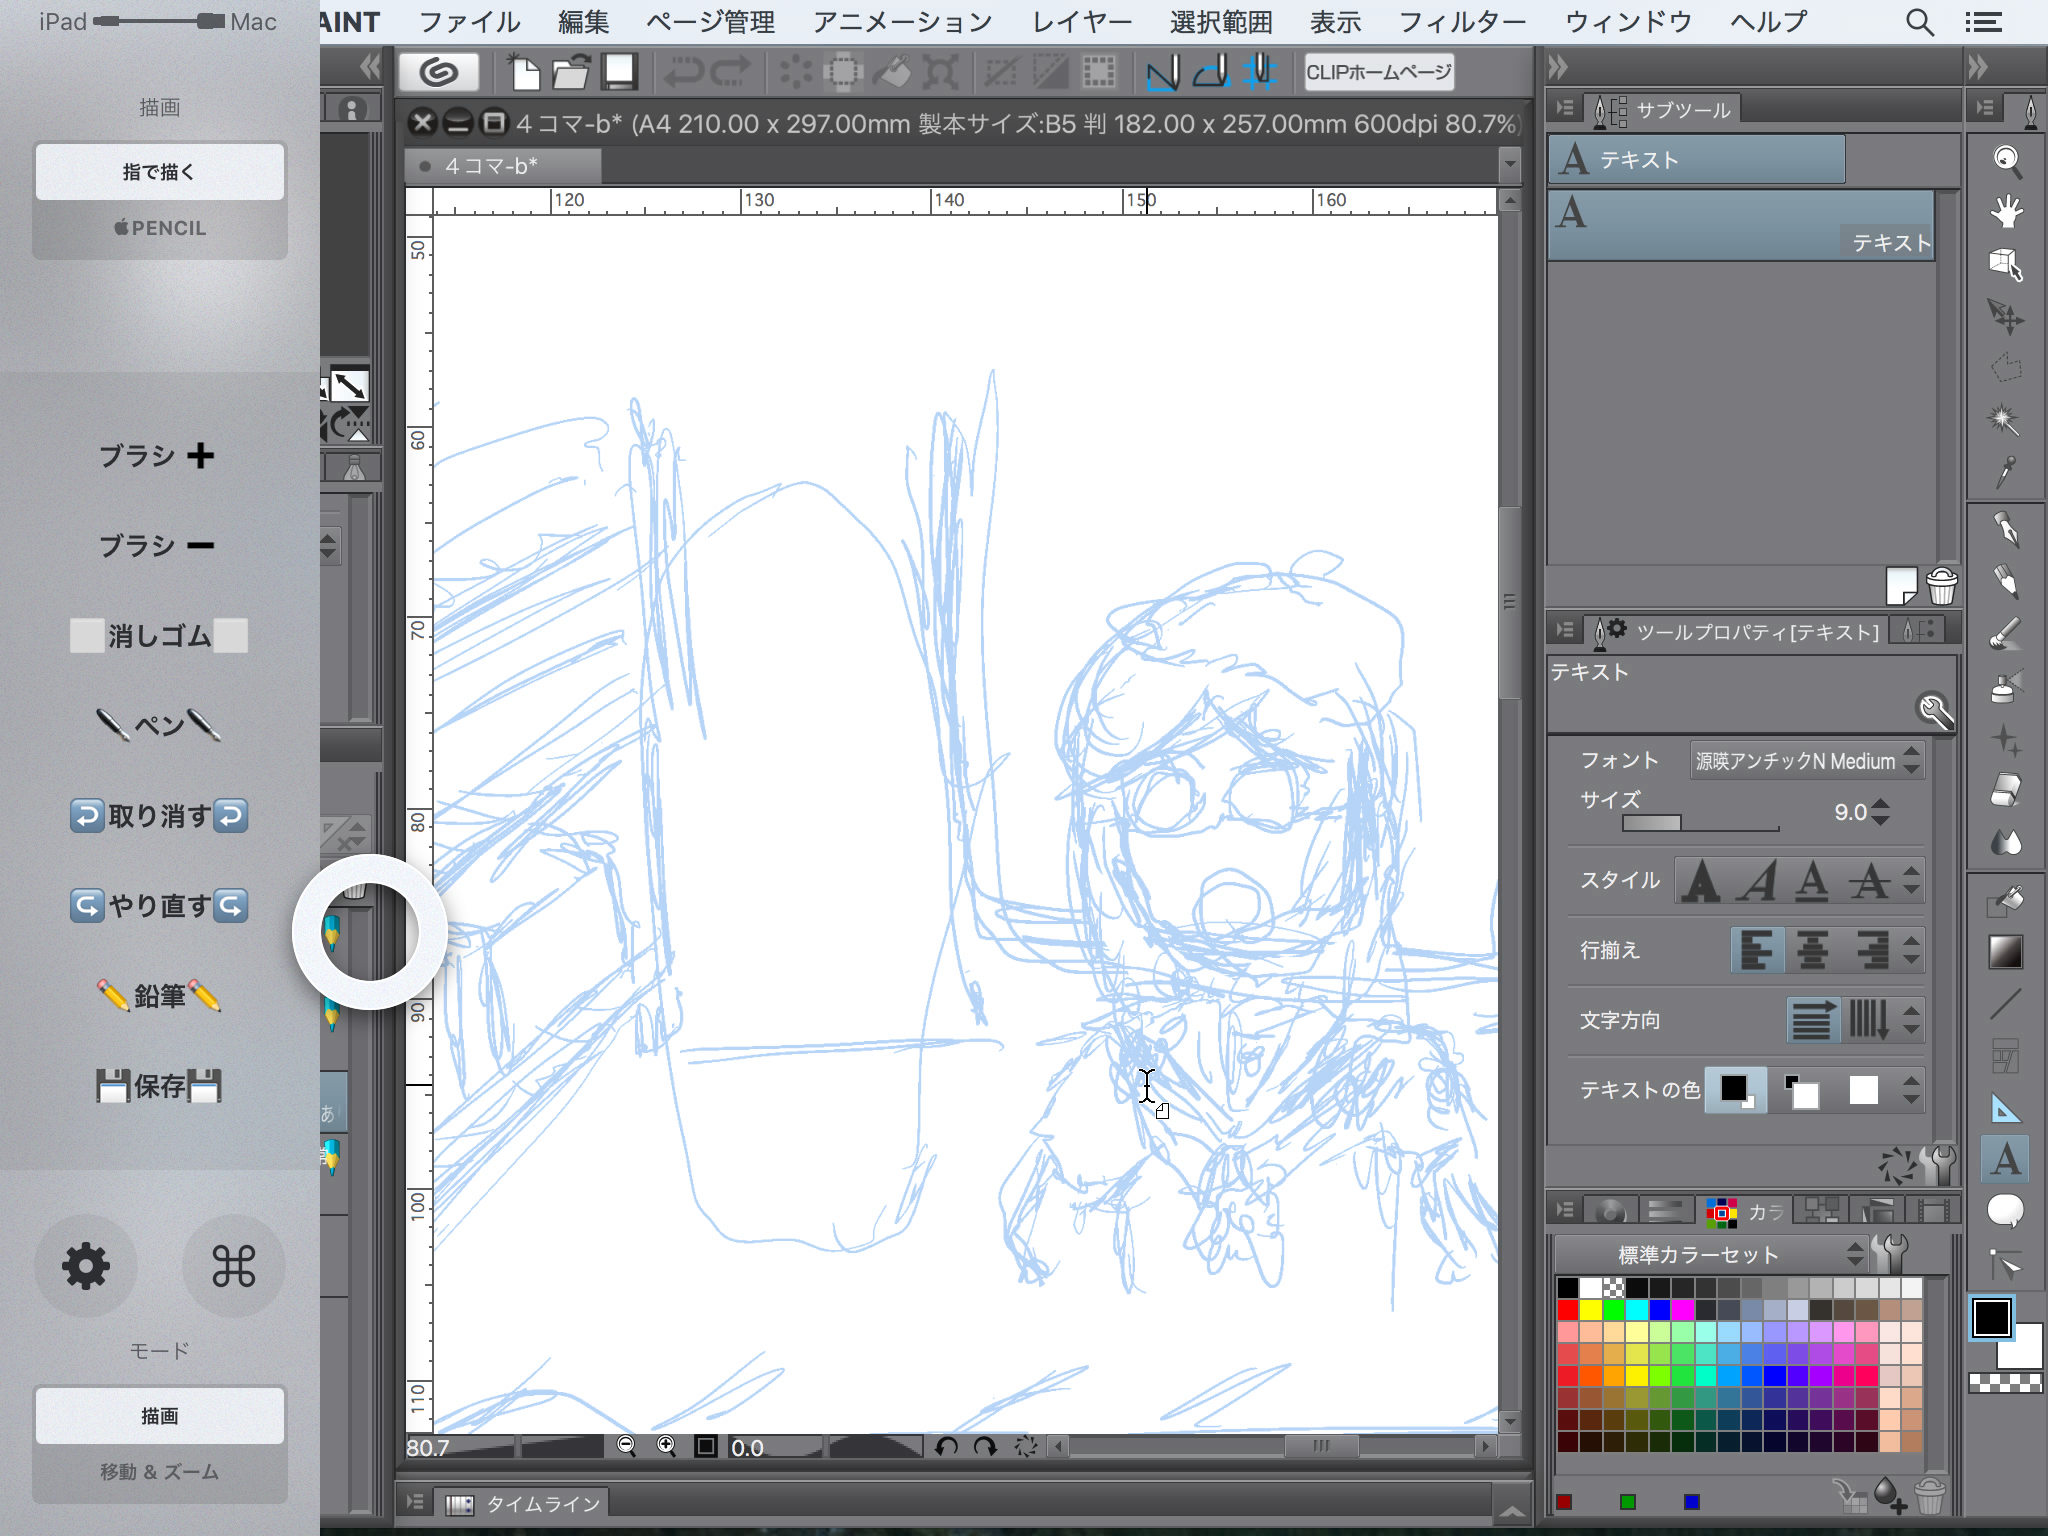 iPad Mac
描画
指で描く
PENCIL
ブラシ
ブラシ
消しゴム
ペン
取り消す
やり直す
鉛筆
保存
モード
描画
移動 & ズーム
AINT ファイル 編集 ページ管理 アニメーション レイヤー 選択範囲 表示 フィルター ウィンドウ ヘルプ
CLIPホームページ
4コマ-b* (A4 210.00 x 297.00mm 製本サイズ:B5 判 182.00 x 257.00mm 600dpi 80.7%)
4コマ-b*
120 130 140 150 160
50
60
70
80
90
100
110
あ
80.7 0.0
タイムライン
サブツール
A テキスト
A
テキスト
ツールプロパティ[テキスト]
テキスト
フォント 源暎アンチックN Medium
サイズ 9.0
スタイル A A A A
行揃え
文字方向
テキストの色
カラ
標準カラーセット
A